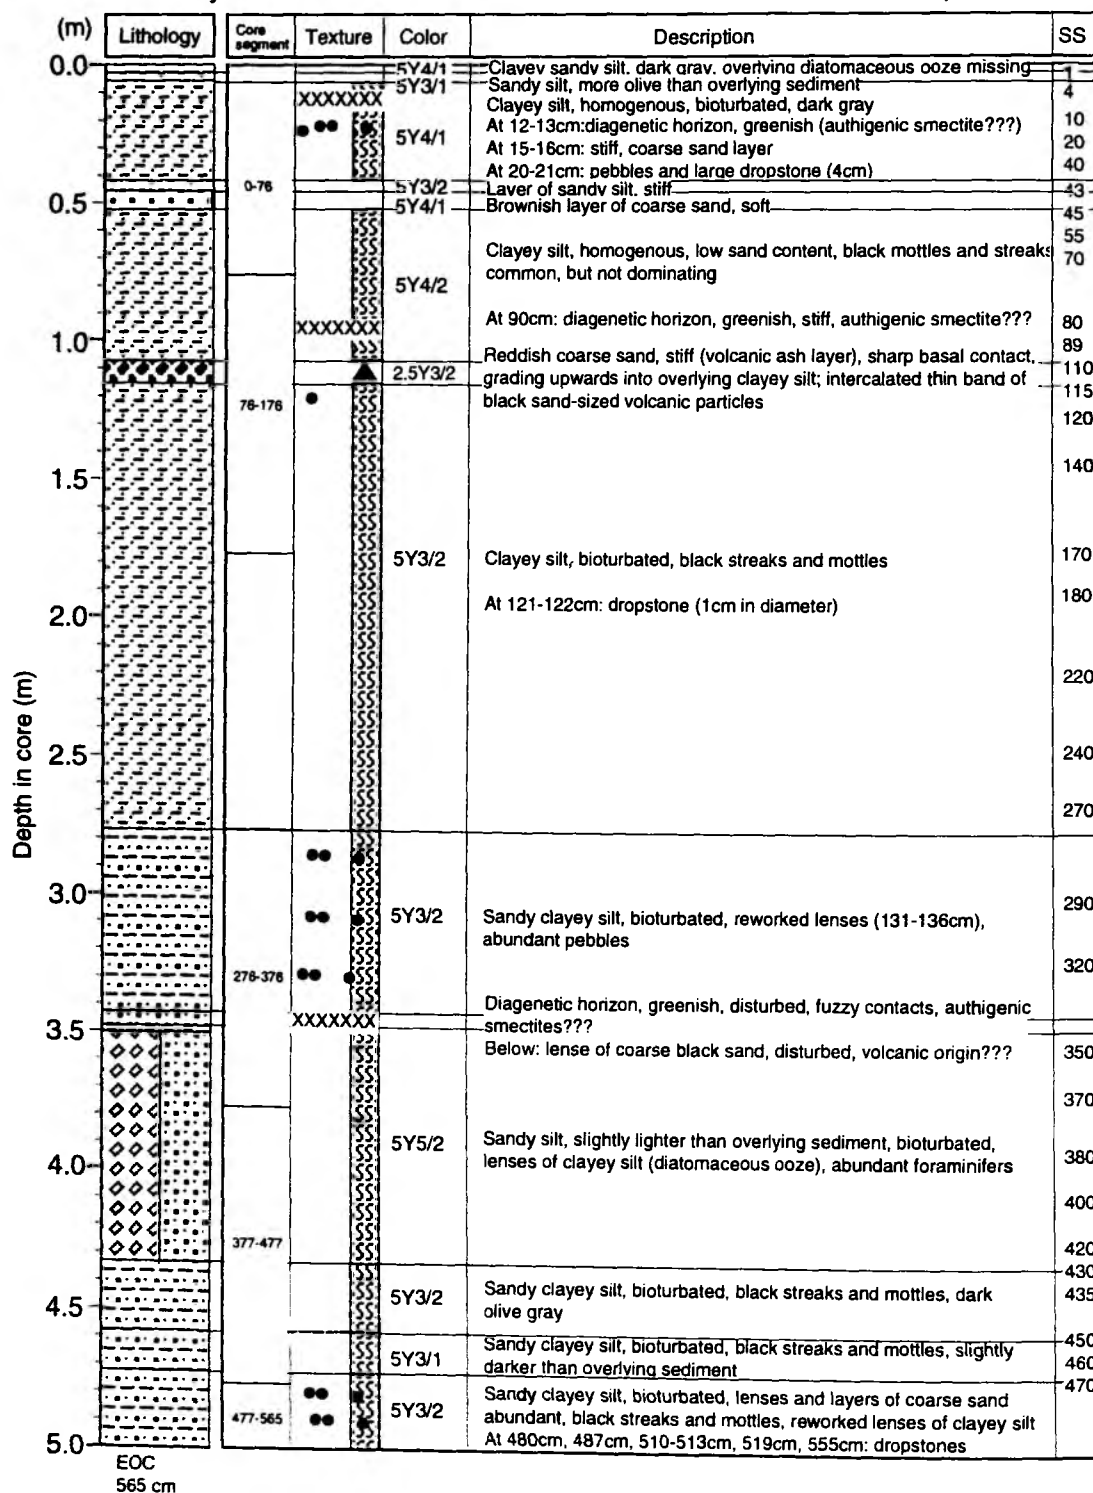 (m) Lithology Core segment Texture Color Description SS
0.0 5Y4/1 Clayey sandy silt, dark gray, overlying diatomaceous ooze missing 1
5Y3/1 Sandy silt, more olive than overlying sediment 4
XXXXXXX Clayey silt, homogenous, bioturbated, dark gray
5Y4/1 At 12-13cm:diagenetic horizon, greenish (authigenic smectite???) 10
At 15-16cm: stiff, coarse sand layer 20
At 20-21cm: pebbles and large dropstone (4cm) 40
0-76 5Y3/2 Layer of sandy silt, stiff 43
0.5 5Y4/1 Brownish layer of coarse sand, soft 45
55
Clayey silt, homogenous, low sand content, black mottles and streaks 70
5Y4/2 common, but not dominating
XXXXXXX At 90cm: diagenetic horizon, greenish, stiff, authigenic smectite??? 80
1.0 89
Reddish coarse sand, stiff (volcanic ash layer), sharp basal contact, 110
2.5Y3/2 grading upwards into overlying clayey silt; intercalated thin band of 115
76-176 black sand-sized volcanic particles 120
1.5 140
5Y3/2 Clayey silt, bioturbated, black streaks and mottles 170
2.0 At 121-122cm: dropstone (1cm in diameter) 180
220
Depth in core (m)
2.5 240
270
3.0 290
5Y3/2 Sandy clayey silt, bioturbated, reworked lenses (131-136cm),
abundant pebbles
276-376 320
Diagenetic horizon, greenish, disturbed, fuzzy contacts, authigenic
3.5 XXXXXXX smectites???
Below: lense of coarse black sand, disturbed, volcanic origin??? 350
370
5Y5/2 Sandy silt, slightly lighter than overlying sediment, bioturbated, 380
4.0 lenses of clayey silt (diatomaceous ooze), abundant foraminifers
400
377-477 420
430
4.5 5Y3/2 Sandy clayey silt, bioturbated, black streaks and mottles, dark 435
olive gray
450
5Y3/1 Sandy clayey silt, bioturbated, black streaks and mottles, slightly 460
darker than overlying sediment
470
477-565 5Y3/2 Sandy clayey silt, bioturbated, lenses and layers of coarse sand
abundant, black streaks and mottles, reworked lenses of clayey silt
5.0 At 480cm, 487cm, 510-513cm, 519cm, 555cm: dropstones
EOC
565 cm